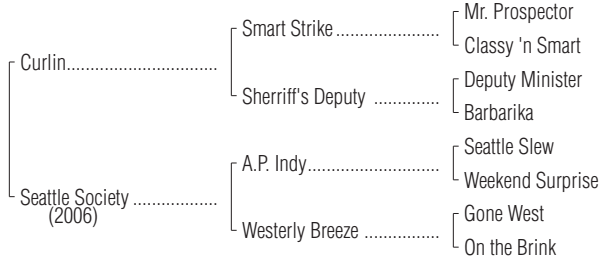 Mr. Prospector
Smart Strike ......................
Classy 'n Smart
Curlin................................
Deputy Minister
Sherriff's Deputy ..............
Barbarika
Seattle Slew
A.P. Indy............................
Weekend Surprise
Seattle Society ..................
(2006)
Gone West
Westerly Breeze ................
On the Brink